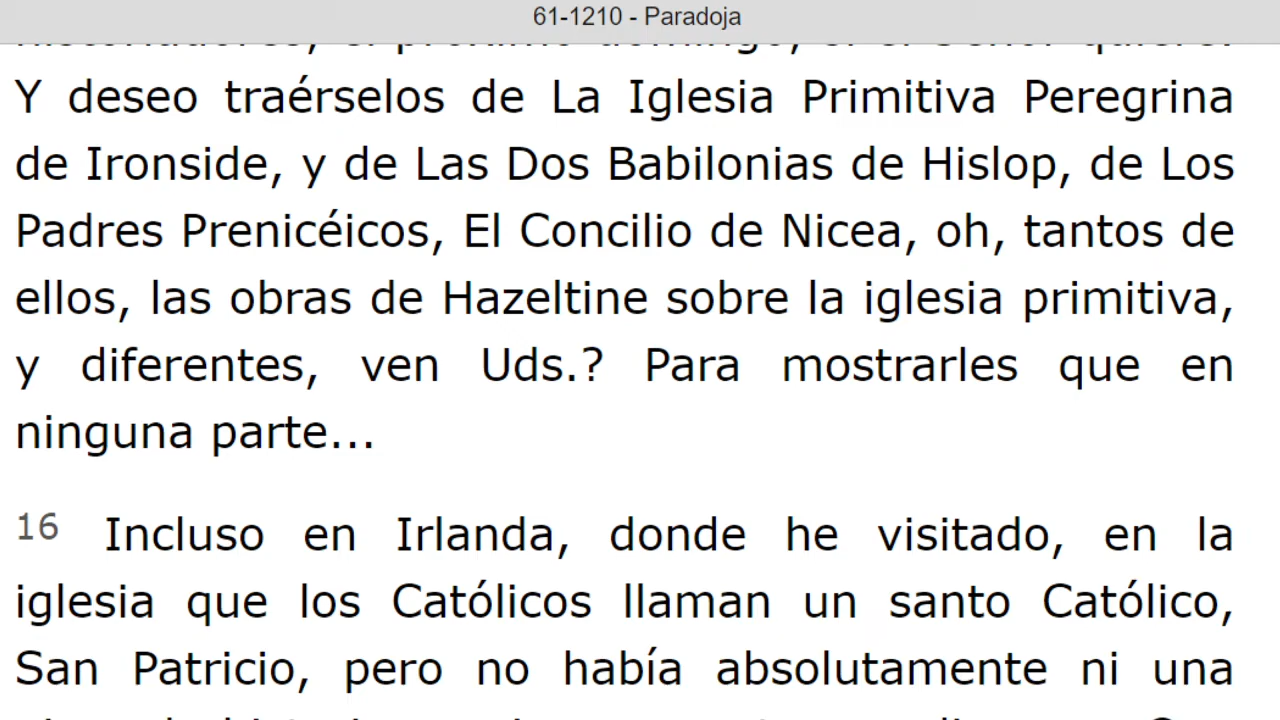 61-1210 - Paradoja
Y deseo traérselos de La Iglesia Primitiva Peregrina
de Ironside, y de Las Dos Babilonias de Hislop, de Los
Padres Prenicéicos, El Concilio de Nicea, oh, tantos de
ellos, las obras de Hazeltine sobre la iglesia primitiva,
y diferentes, ven Uds.? Para mostrarles que en
ninguna parte…
16 Incluso en Irlanda, donde he visitado, en la
iglesia que los Católicos llaman un santo Católico,
San Patricio, pero no había absolutamente ni una